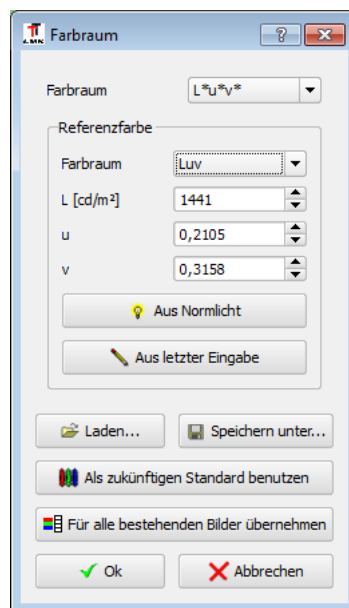 LMK Farbraum
Farbraum L*u*v*
Referenzfarbe
Farbraum Luv
L [cd/m²] 1441
u 0,2105
v 0,3158
Aus Normlicht
Aus letzter Eingabe
Laden... Speichern unter...
Als zukünftigen Standard benutzen
Für alle bestehenden Bilder übernehmen
Ok Abbrechen